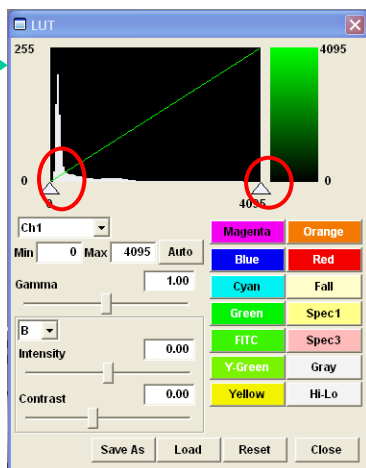 LUT
255
4095
0
0
0
4095
Ch1
Min 0 Max 4095 Auto
Gamma 1.00
B
Intensity 0.00
Contrast 0.00
Magenta Orange
Blue Red
Cyan Fall
Green Spec1
FITC Spec3
Y-Green Gray
Yellow Hi-Lo
Save As Load Reset Close